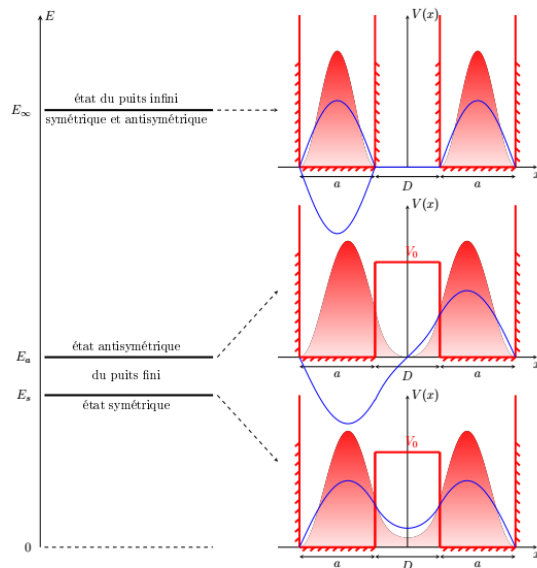 E
V(x)
état du puits infini
E∞
symétrique et antisymétrique
x
a
D
a
V(x)
V₀
état antisymétrique
Eₐ
x
a
D
a
du puits fini
V(x)
Eₛ
état symétrique
V₀
0
x
a
D
a